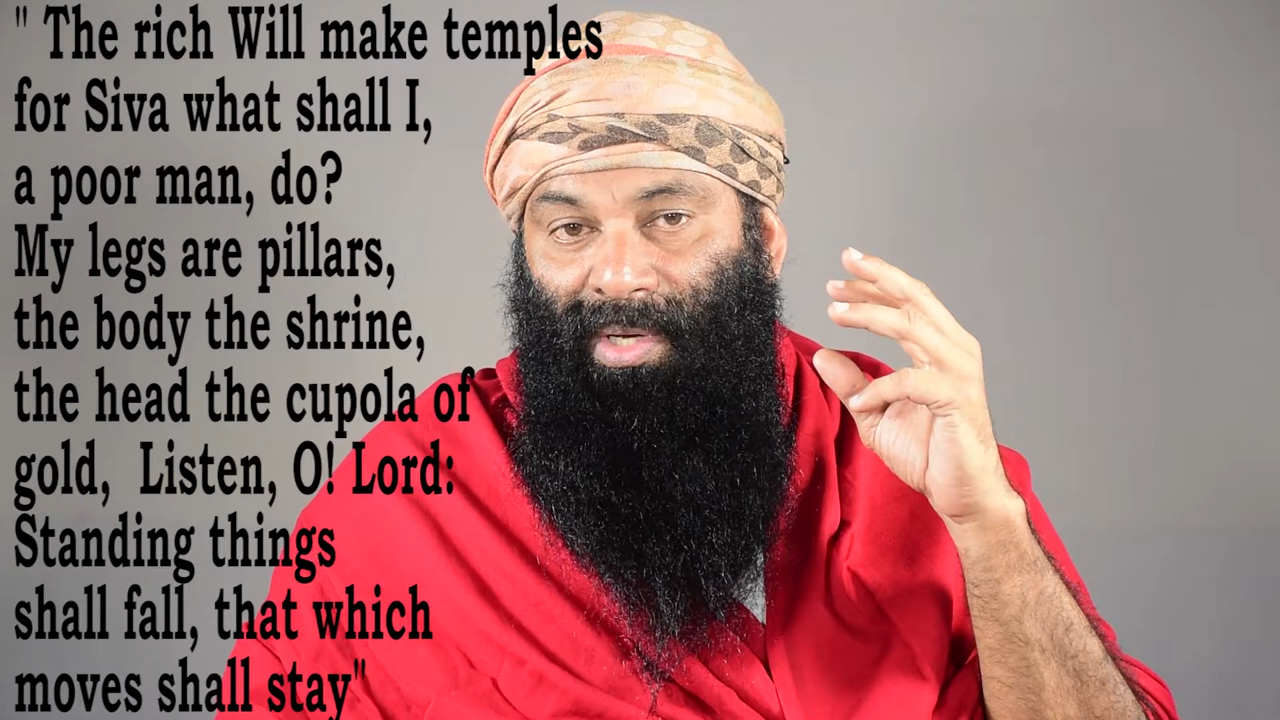 " The rich Will make temples
for Siva what shall I,
a poor man, do?
My legs are pillars,
the body the shrine,
the head the cupola of
gold,  Listen, O! Lord:
Standing things
shall fall, that which
moves shall stay"